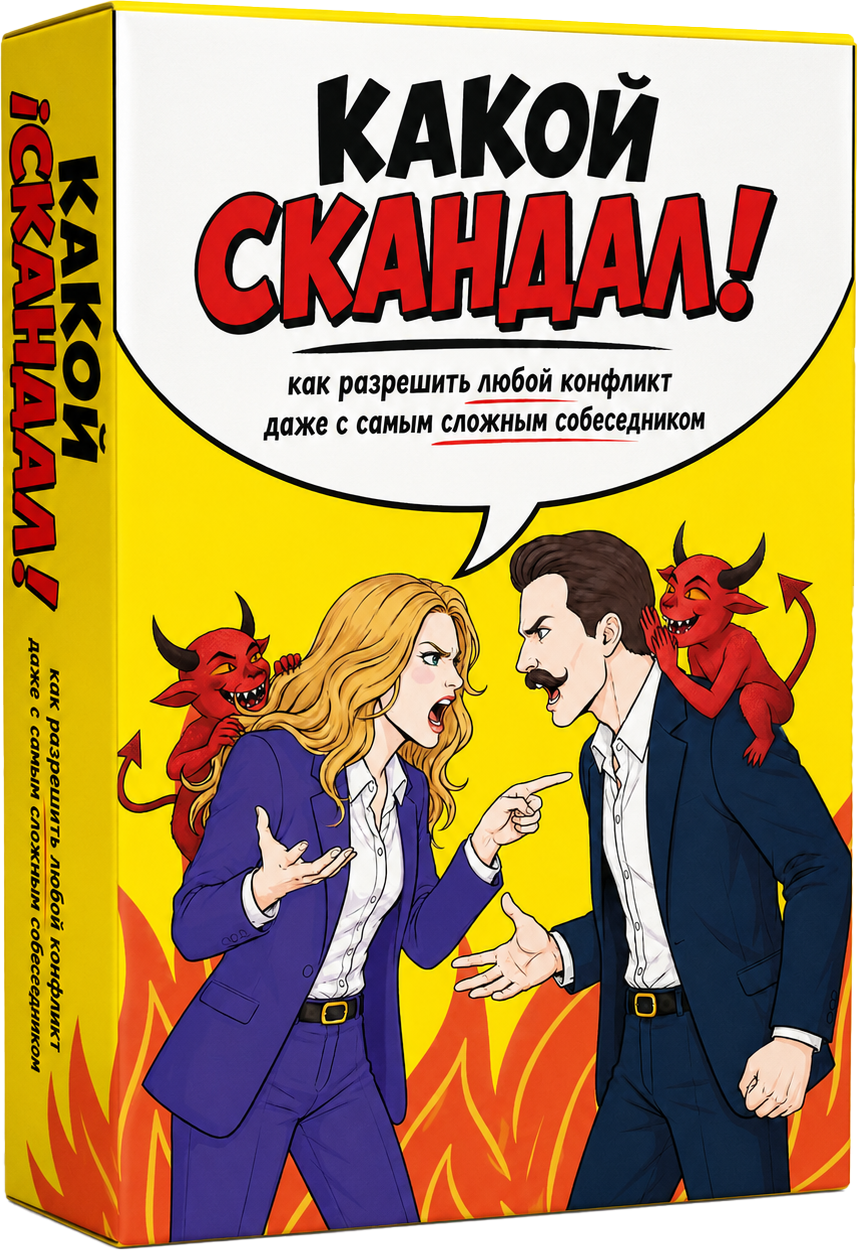 КАКОЙ
СКАНДАЛ!
как разрешить любой конфликт
даже с самым сложным собеседником
КАКОЙ
¡СКАНДАЛ!
как разрешить любой конфликт
даже с самым сложным собеседником